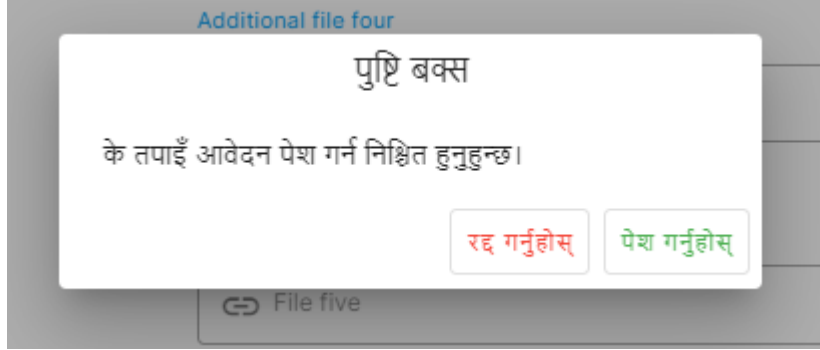 Additional file four
पुष्टि बक्स
के तपाइँ आवेदन पेश गर्न निश्चित हुनुहुन्छ।
रद्द गर्नुहोस् पेश गर्नुहोस्
File five